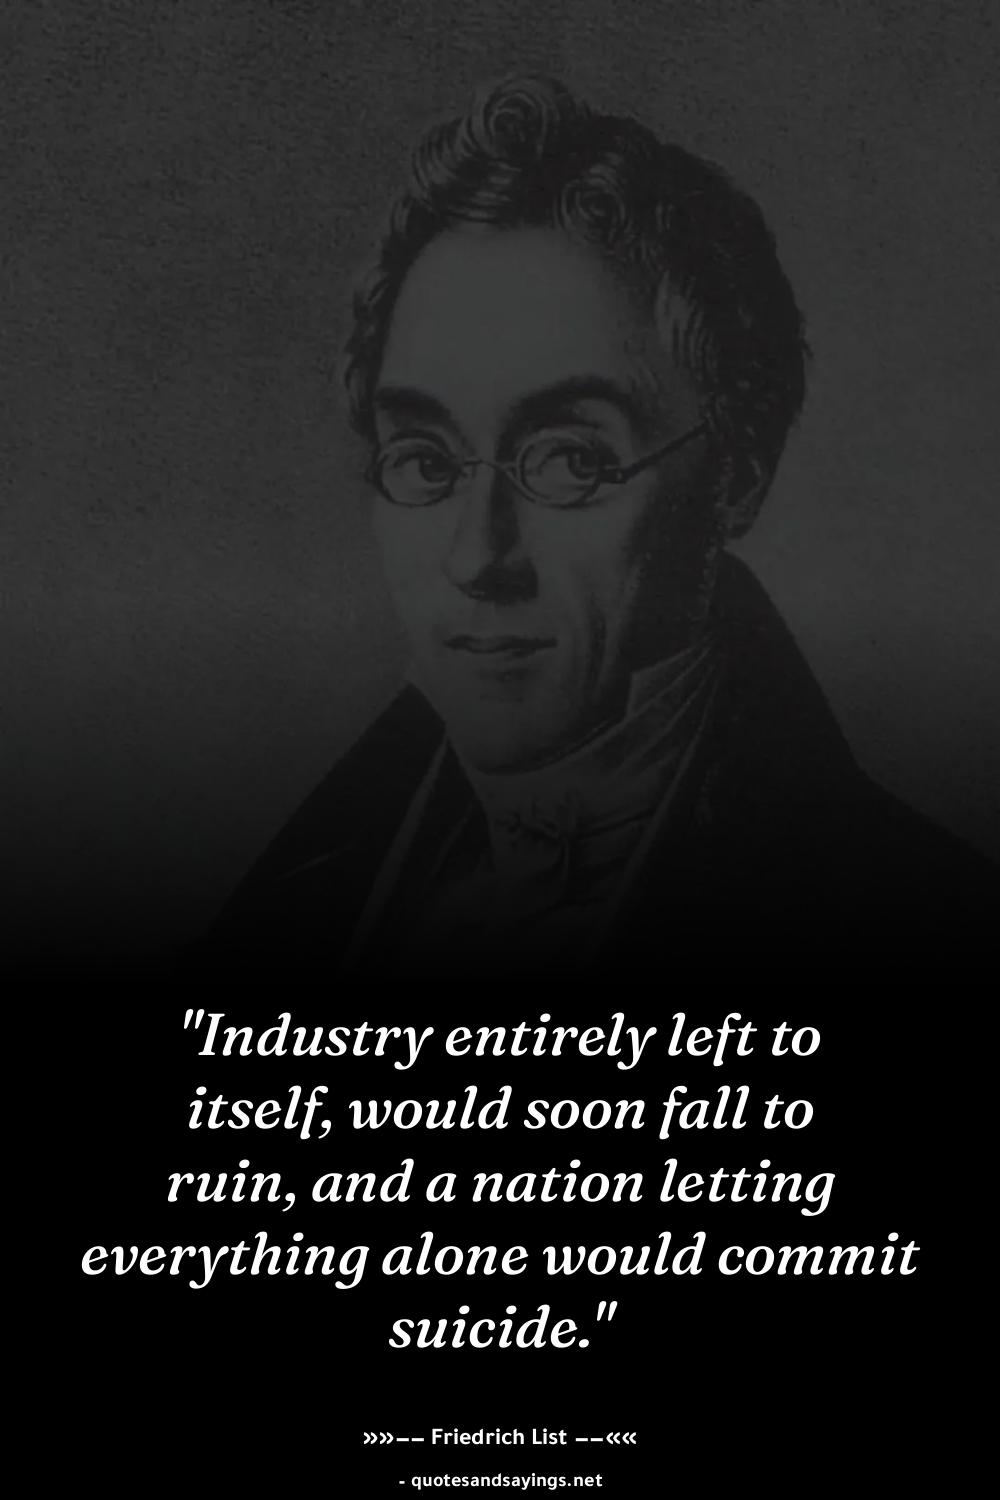 "Industry entirely left to
itself, would soon fall to
ruin, and a nation letting
everything alone would commit
suicide."
»»−− Friedrich List −−««
- quotesandsayings.net